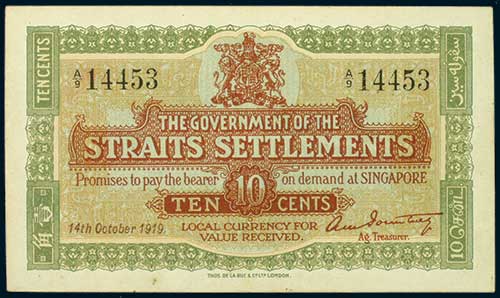 TEN CENTS
A/9 14453 A/9 14453
THE GOVERNMENT OF THE
STRAITS SETTLEMENTS
Promises to pay the bearer on demand at SINGAPORE
10
TEN CENTS
14th October 1919.
LOCAL CURRENCY FOR
VALUE RECEIVED.
Ag. Treasurer.
THOS. DE LA RUE & CO. LTD. LONDON.
壹角